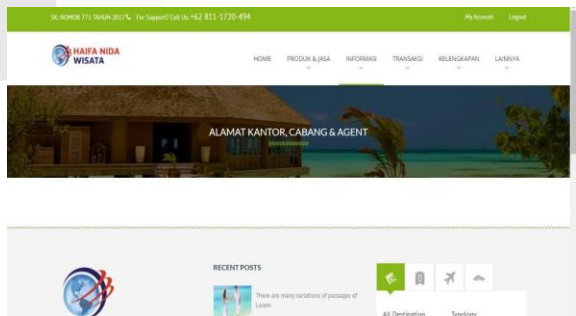 SK: NOMOR 771 TAHUN 2017 For Support? Call Us: +62 811-1720-494
My Account Logout
HAIFA NIDA
WISATA
HOME PRODUK & JASA INFORMASI TRANSAKSI KELENGKAPAN LAINNYA
ALAMAT KANTOR, CABANG & AGENT
RECENT POSTS
There are many variations of passages of
Lorem
All Destination Typology